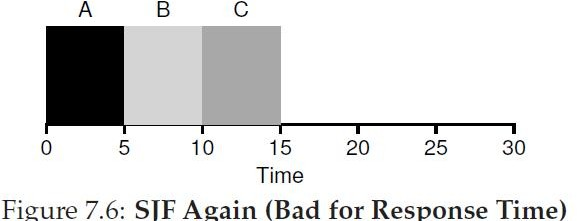 A B C
0 5 10 15 20 25 30
Time
Figure 7.6: SJF Again (Bad for Response Time)